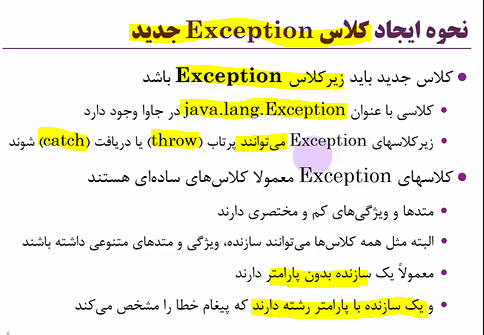 نحوه ایجاد کلاس Exception جدید
کلاس جدید باید زیرکلاس Exception باشد
کلاسی با عنوان java.lang.Exception در جاوا وجود دارد
زیرکلاسهای Exception می‌توانند پرتاب (throw) یا دریافت (catch) شوند
کلاسهای Exception معمولا کلاس‌های ساده‌ای هستند
متدها و ویژگی‌های کم و مختصری دارند
البته مثل همه کلاس‌ها می‌توانند سازنده، ویژگی و متدهای متنوعی داشته باشند
معمولاً یک سازنده بدون پارامتر دارند
و یک سازنده با پارامتر رشته دارند که پیغام خطا را مشخص می‌کند